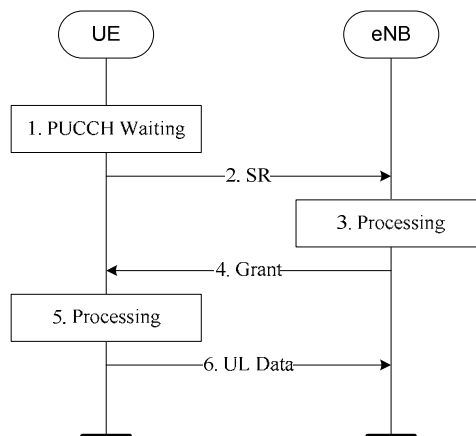 UE
eNB
1. PUCCH Waiting
2. SR
3. Processing
4. Grant
5. Processing
6. UL Data